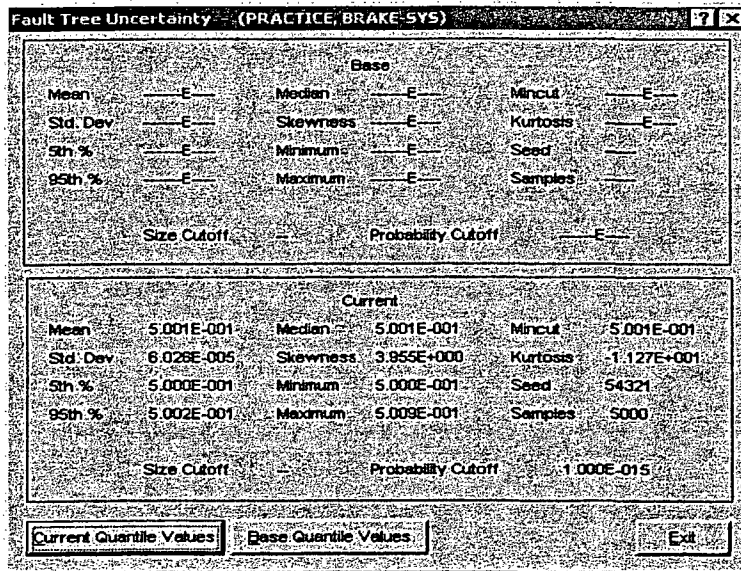 Fault Tree Uncertainty -- (PRACTICE, BRAKE-SYS) ? X
Base
Mean ----E--- Median ----E--- Mincut ----E---
Std. Dev ----E--- Skewness ----E--- Kurtosis ----E---
5th % ----E--- Minimum ----E--- Seed ---
95th % ----E--- Maximum ----E--- Samples ---
Size Cutoff -- Probability Cutoff ----E---
Current
Mean 5.001E-001 Median 5.001E-001 Mincut 5.001E-001
Std. Dev 6.026E-005 Skewness 3.955E+000 Kurtosis 1.127E+001
5th % 5.000E-001 Minimum 5.000E-001 Seed 54321
95th % 5.002E-001 Maximum 5.009E-001 Samples 5000
Size Cutoff -- Probability Cutoff 1.000E-015
Current Quantile Values Base Quantile Values Exit